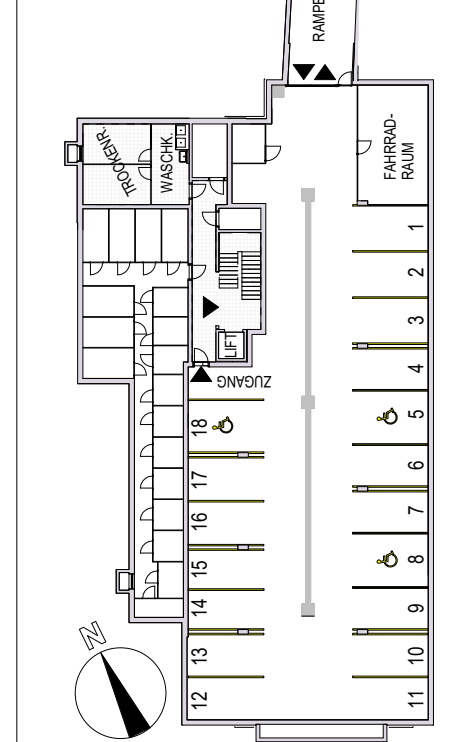 RAMPE
FAHRRAD-
RAUM
TROCKENR.
WASCHK.
LIFT
ZUGANG
1
2
3
4
5
6
7
8
9
10
11
18
17
16
15
14
13
12
N